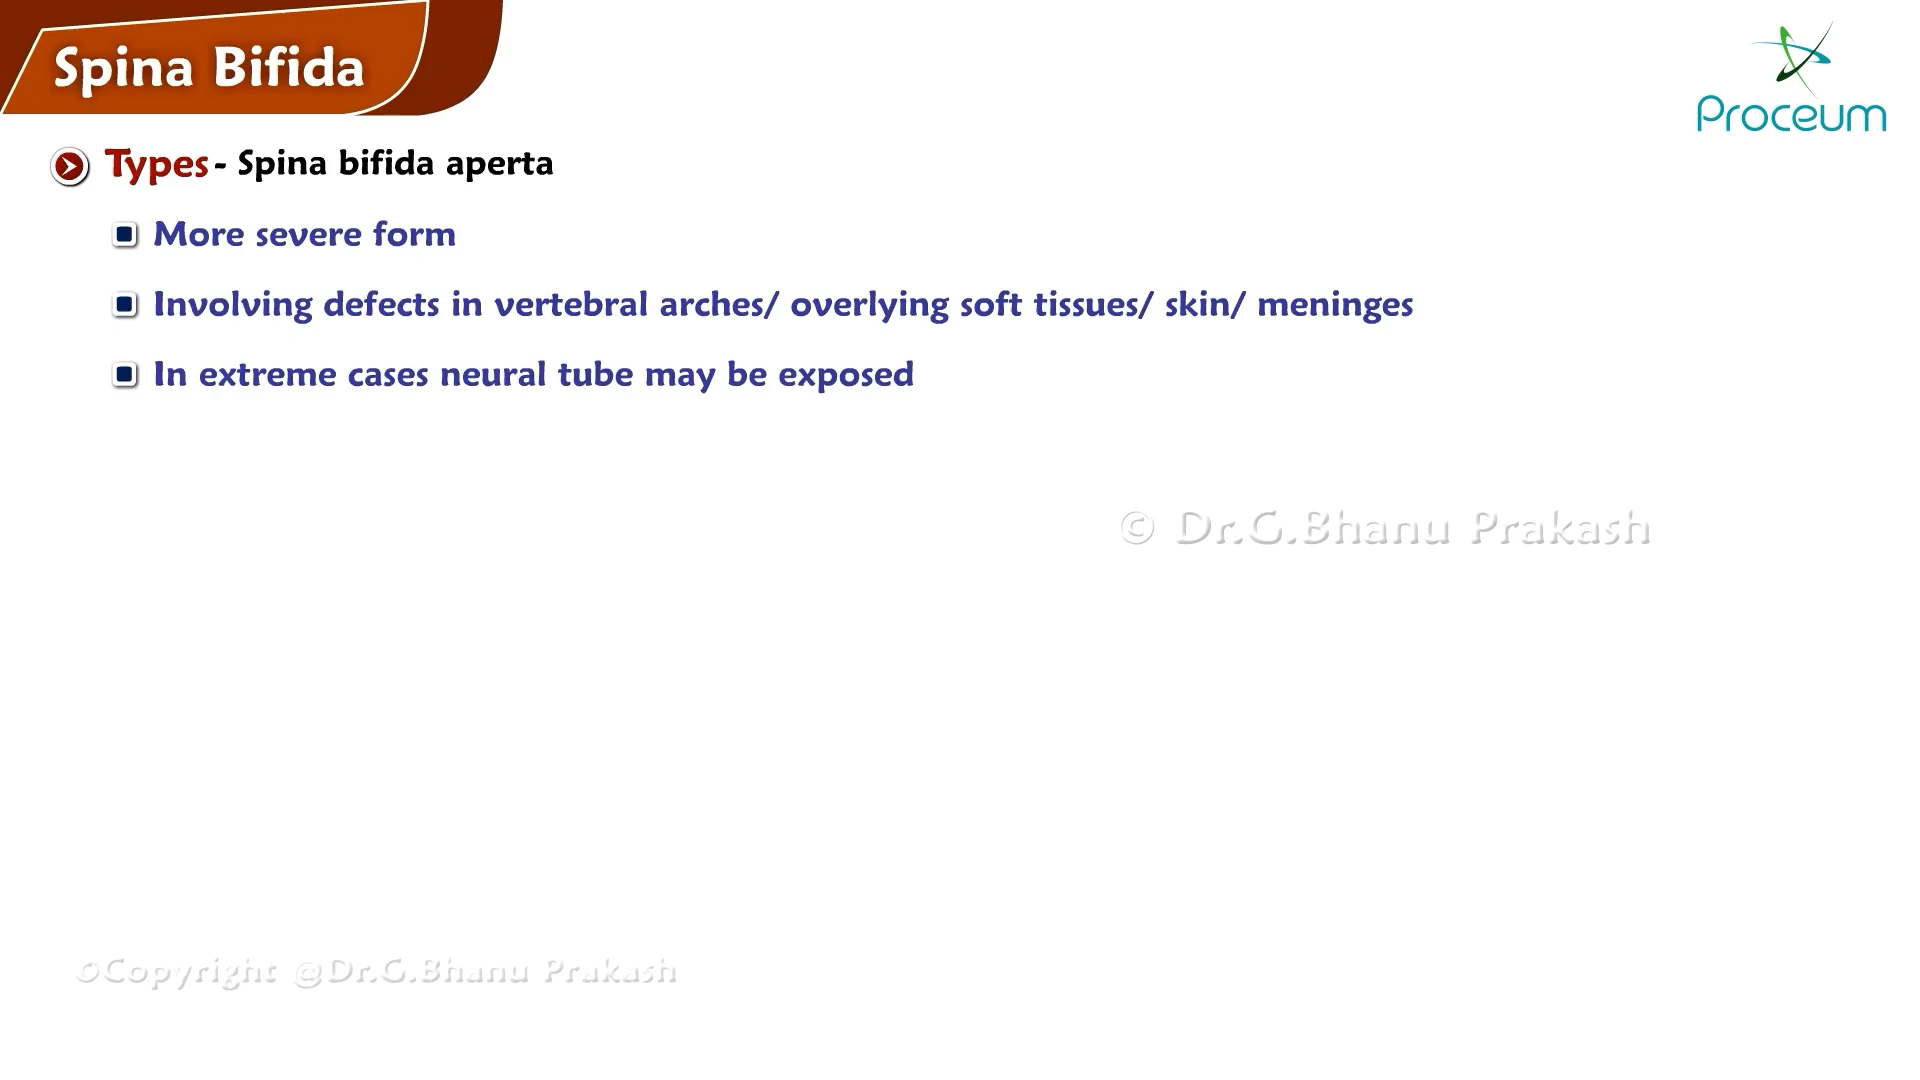 Spina Bifida
Proceum
Types - Spina bifida aperta
More severe form
Involving defects in vertebral arches/ overlying soft tissues/ skin/ meninges
In extreme cases neural tube may be exposed
© Dr.G.Bhanu Prakash
©Copyright @Dr.G.Bhanu Prakash